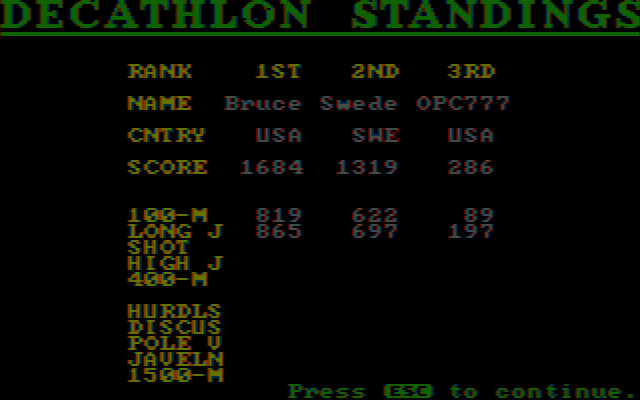 DECATHLON STANDINGS
RANK 1ST 2ND 3RD
NAME Bruce Swede OPC777
CNTRY USA SWE USA
SCORE 1684 1319 286
100-M 819 622 89
LONG J 865 697 197
SHOT
HIGH J
400-M
HURDLS
DISCUS
POLE V
JAVELN
1500-M
Press ESC to continue.